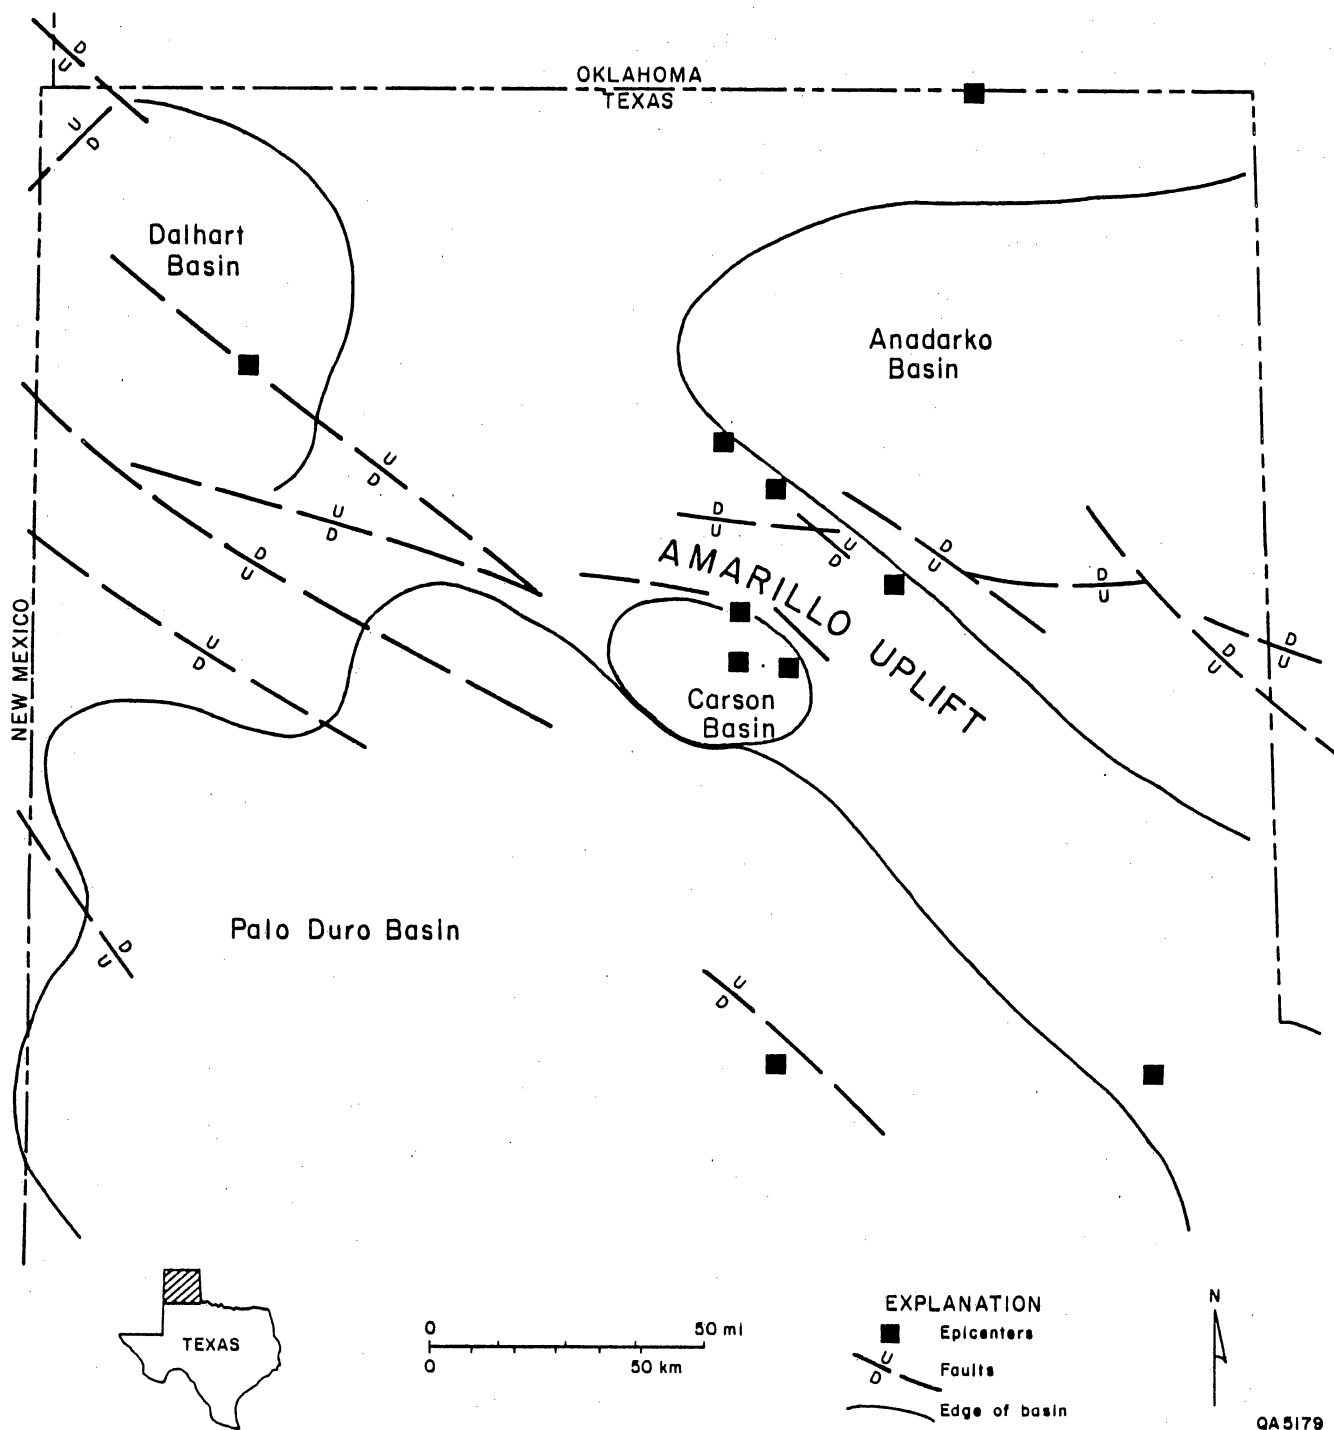 D
U
OKLAHOMA
TEXAS
U
D
Dalhart
Basin
Anadarko
Basin
U
D
U
D
D
U
AMARILLO UPLIFT
U
D
D
U
D
U
D
U
NEW MEXICO
U
D
D
U
D
U
Carson
Basin
Palo Duro Basin
D
U
U
D
TEXAS
0 50 mi
0 50 km
EXPLANATION
Epicenters
U
D
Faults
Edge of basin
N
QA5179